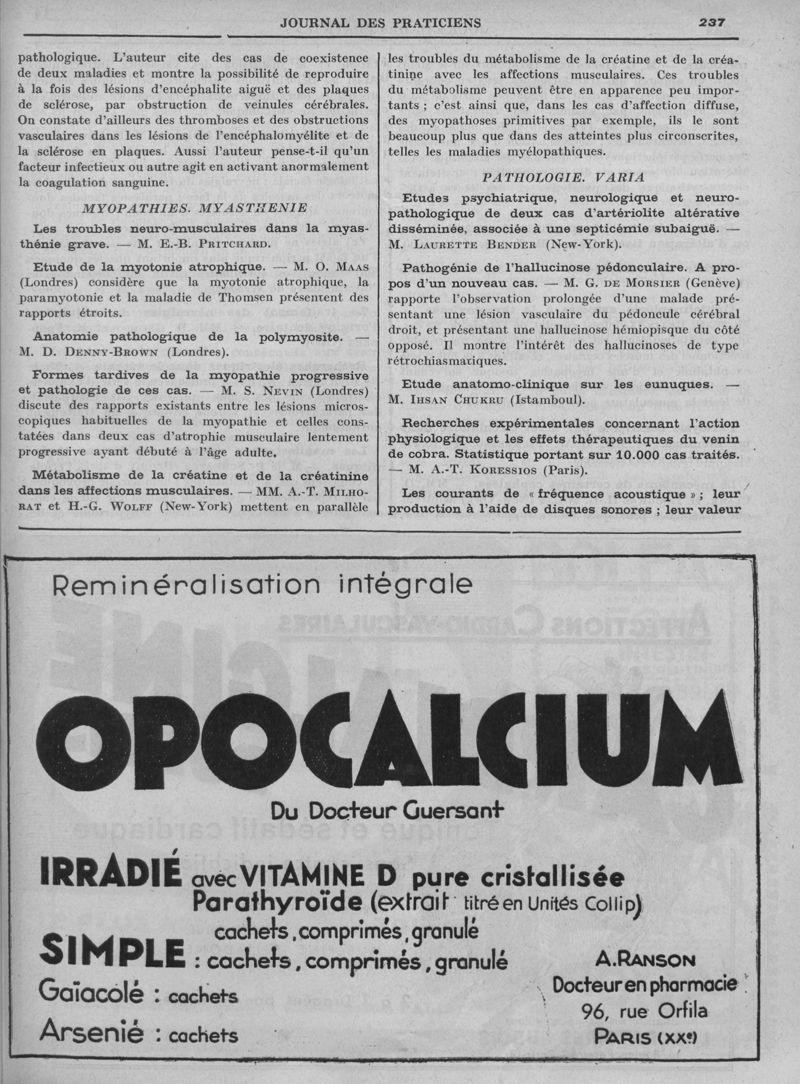 JOURNAL DES PRATICIENS
237
pathologique. L'auteur cite des cas de coexistence
de deux maladies et montre la possibilité de reproduire
à la fois des lésions d'encéphalite aiguë et des plaques
de sclérose, par obstruction de veinules cérébrales.
On constate d'ailleurs des thromboses et des obstructions
vasculaires dans les lésions de l'encéphalomyélite et de
la sclérose en plaques. Aussi l'auteur pense-t-il qu'un
facteur infectieux ou autre agit en activant anormalement
la coagulation sanguine.
MYOPATHIES. MYASTHENIE
Les troubles neuro-musculaires dans la myas-
thénie grave. — M. E.-B. PRITCHARD.
Etude de la myotonie atrophique. — M. O. MAAS
(Londres) considère que la myotonie atrophique, la
paramyotonie et la maladie de Thomsen présentent des
rapports étroits.
Anatomie pathologique de la polymyosite. —
M. D. DENNY-BROWN (Londres).
Formes tardives de la myopathie progressive
et pathologie de ces cas. — M. S. NEVIN (Londres)
discute des rapports existants entre les lésions micros-
copiques habituelles de la myopathie et celles cons-
tatées dans deux cas d'atrophie musculaire lentement
progressive ayant débuté à l'âge adulte.
Métabolisme de la créatine et de la créatinine
dans les affections musculaires. — MM. A.-T. MILHO-
RAT et H.-G. WOLFF (New-York) mettent en parallèle
les troubles du métabolisme de la créatine et de la créa-
tinine avec les affections musculaires. Ces troubles
du métabolisme peuvent être en apparence peu impor-
tants ; c'est ainsi que, dans les cas d'affection diffuse,
des myopathoses primitives par exemple, ils le sont
beaucoup plus que dans des atteintes plus circonscrites,
telles les maladies myélopathiques.
PATHOLOGIE. VARIA
Etudes psychiatrique, neurologique et neuro-
pathologique de deux cas d'artériolite altérative
disséminée, associée à une septicémie subaiguë. —
M. LAURETTE BENDER (New-York).
Pathogénie de l'hallucinose pédonculaire. A pro-
pos d'un nouveau cas. — M. G. DE MORSIER (Genève)
rapporte l'observation prolongée d'une malade pré-
sentant une lésion vasculaire du pédoncule cérébral
droit, et présentant une hallucinose hémiopisque du côté
opposé. Il montre l'intérêt des hallucinoses de type
rétrochiasmatiques.
Etude anatomo-clinique sur les eunuques. —
M. IHSAN CHUKRU (Istamboul).
Recherches expérimentales concernant l'action
physiologique et les effets thérapeutiques du venin
de cobra. Statistique portant sur 10.000 cas traités.
— M. A.-T. KORESSIOS (Paris).
Les courants de « fréquence acoustique » ; leur
production à l'aide de disques sonores ; leur valeur
Reminéralisation intégrale
OPOCALCIUM
Du Docteur Guersant
IRRADIÉ avec VITAMINE D pure cristallisée
Parathyroïde (extrait titré en Unités Collip)
cachets, comprimés, granulé
SIMPLE : cachets, comprimés, granulé
Gaïacolé : cachets
Arsenié : cachets
A. RANSON
Docteur en pharmacie
96, rue Orfila
PARIS (XXe)